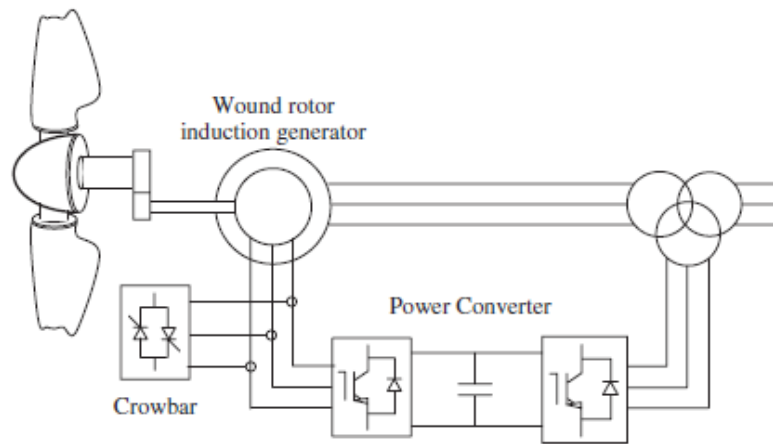 Wound rotor
induction generator
Power Converter
Crowbar